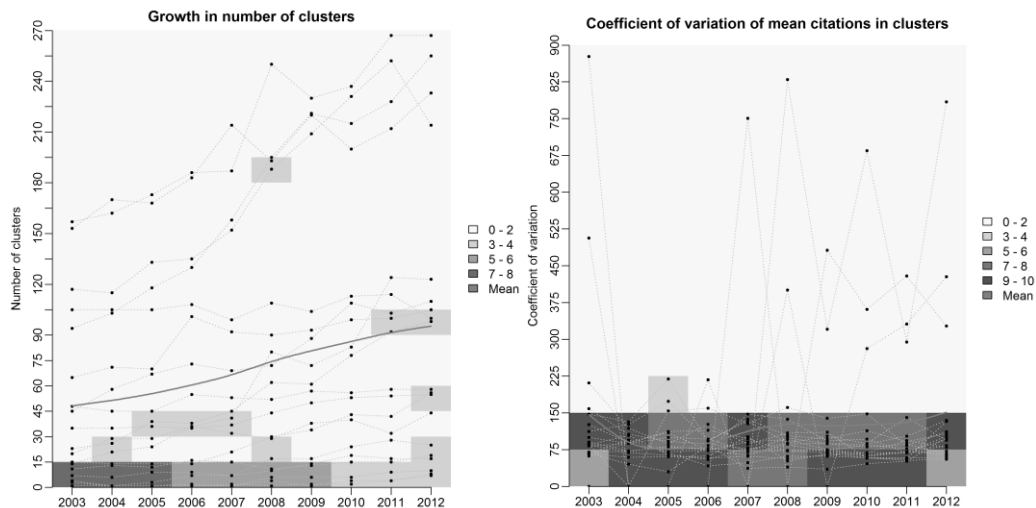 Growth in number of clusters
Number of clusters
270
240
210
180
150
120
90
75
60
45
30
15
0
2003 2004 2005 2006 2007 2008 2009 2010 2011 2012
0 - 2
3 - 4
5 - 6
7 - 8
Mean
Coefficient of variation of mean citations in clusters
Coefficient of variation
900
825
750
675
600
525
450
375
300
225
150
75
0
2003 2004 2005 2006 2007 2008 2009 2010 2011 2012
0 - 2
3 - 4
5 - 6
7 - 8
9 - 10
Mean